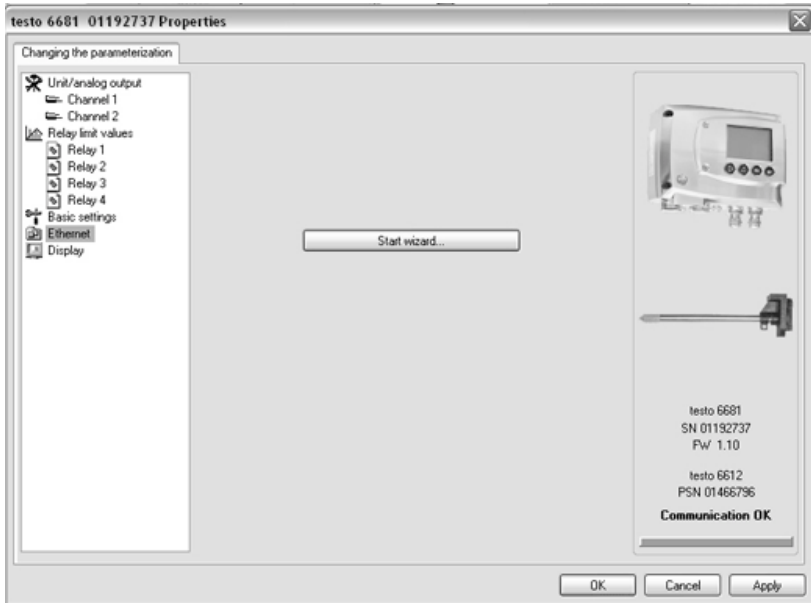 testo 6681 01192737 Properties
Changing the parameterization
Unit/analog output
Channel 1
Channel 2
Relay limit values
Relay 1
Relay 2
Relay 3
Relay 4
Basic settings
Ethernet
Display
Start wizard...
testo 6681
SN 01192737
FW 1.10
testo 6612
PSN 01466796
Communication OK
OK
Cancel
Apply